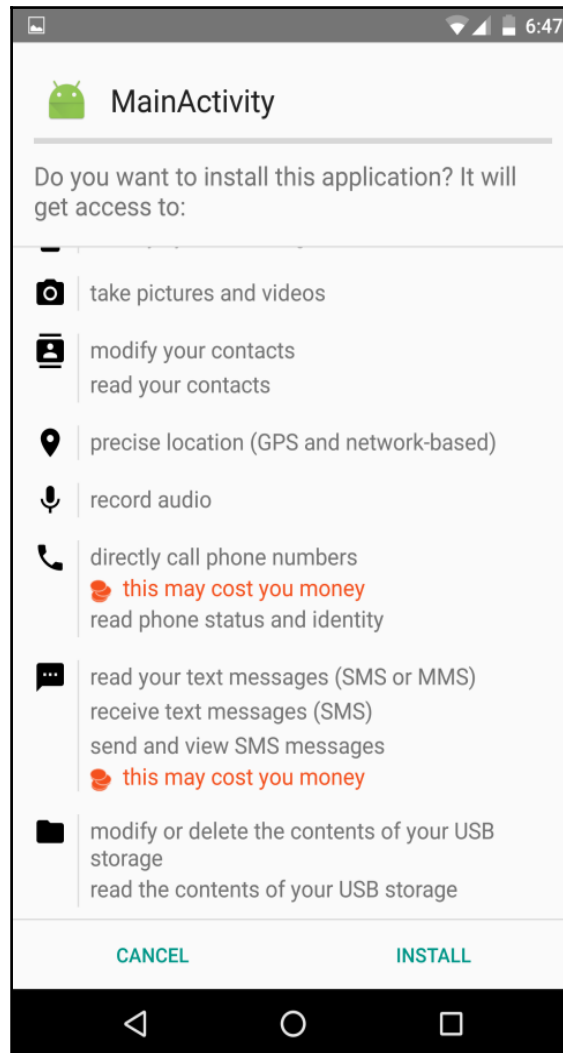 6:47
MainActivity
Do you want to install this application? It will
get access to:
take pictures and videos
modify your contacts
read your contacts
precise location (GPS and network-based)
record audio
directly call phone numbers
this may cost you money
read phone status and identity
read your text messages (SMS or MMS)
receive text messages (SMS)
send and view SMS messages
this may cost you money
modify or delete the contents of your USB
storage
read the contents of your USB storage
CANCEL INSTALL